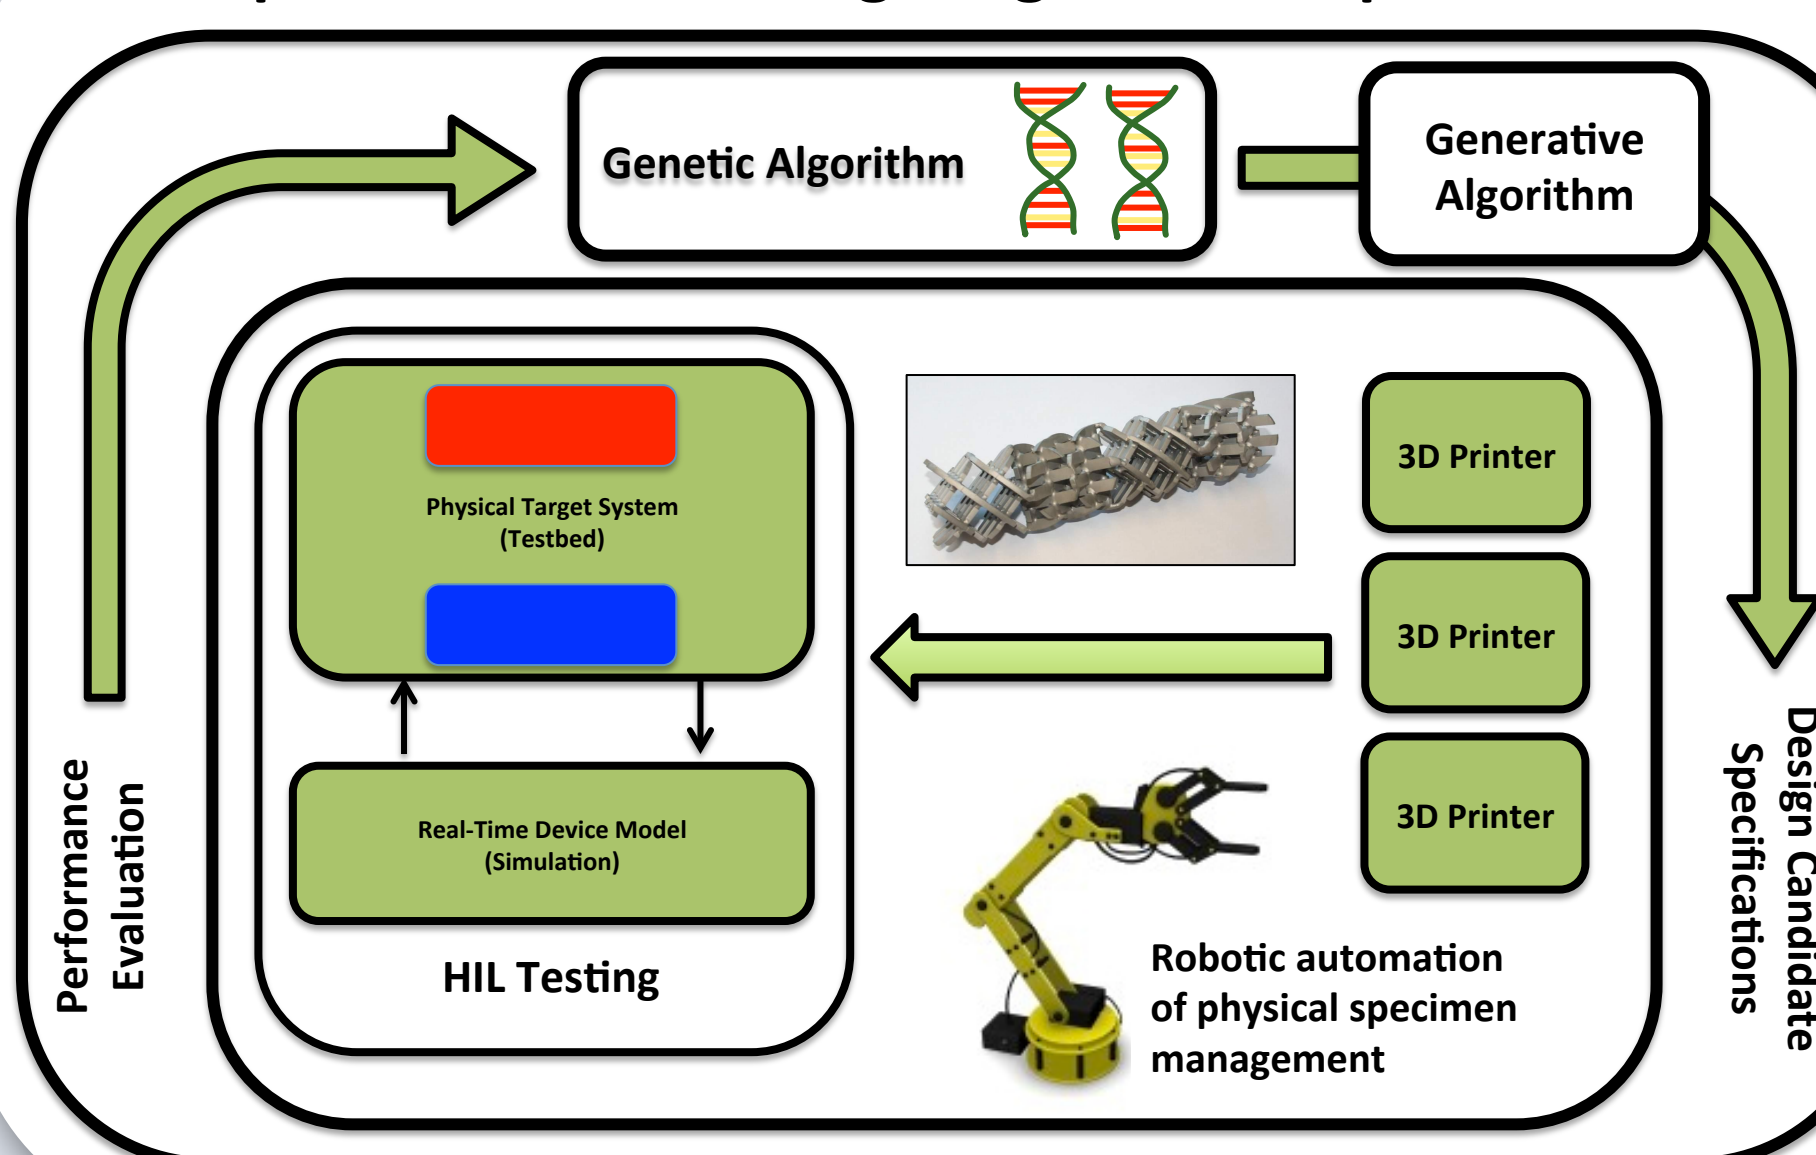 Genetic Algorithm
Generative
Algorithm
Physical Target System
(Testbed)
Real-Time Device Model
(Simulation)
HIL Testing
3D Printer
3D Printer
3D Printer
Robotic automation
of physical specimen
management
Performance
Evaluation
Design Candidate
Specifications